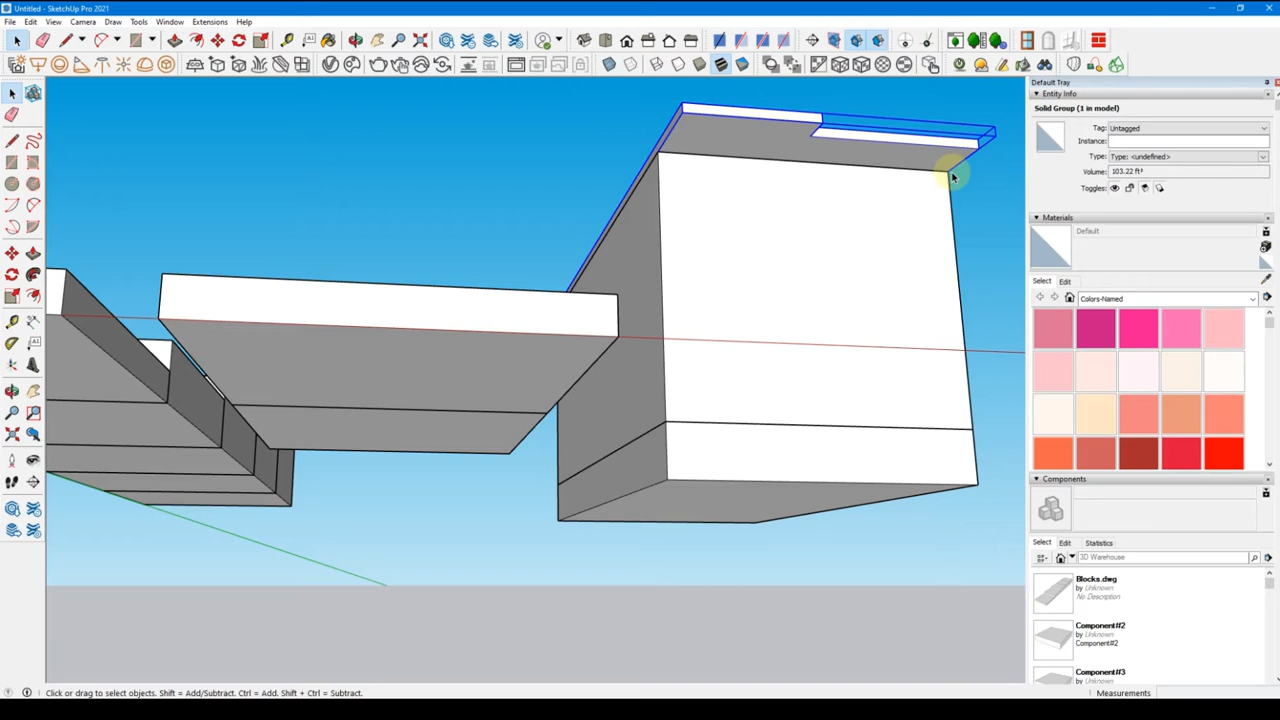 Untitled - SketchUp Pro 2021
File Edit View Camera Draw Tools Window Extensions Help
Default Tray
Entity Info
Solid Group (1 in model)
Tag: Untagged
Instance:
Type: Type: <undefined>
Volume: 103.22 ft³
Toggles:
Materials
Default
Select Edit
Colors-Named
Components
Select Edit Statistics
3D Warehouse
Blocks.dwg
by Unknown
No Description
Component#2
by Unknown
Component#2
Component#3
by Unknown
Click or drag to select objects. Shift = Add/Subtract. Ctrl = Add. Shift + Ctrl = Subtract.
Measurements